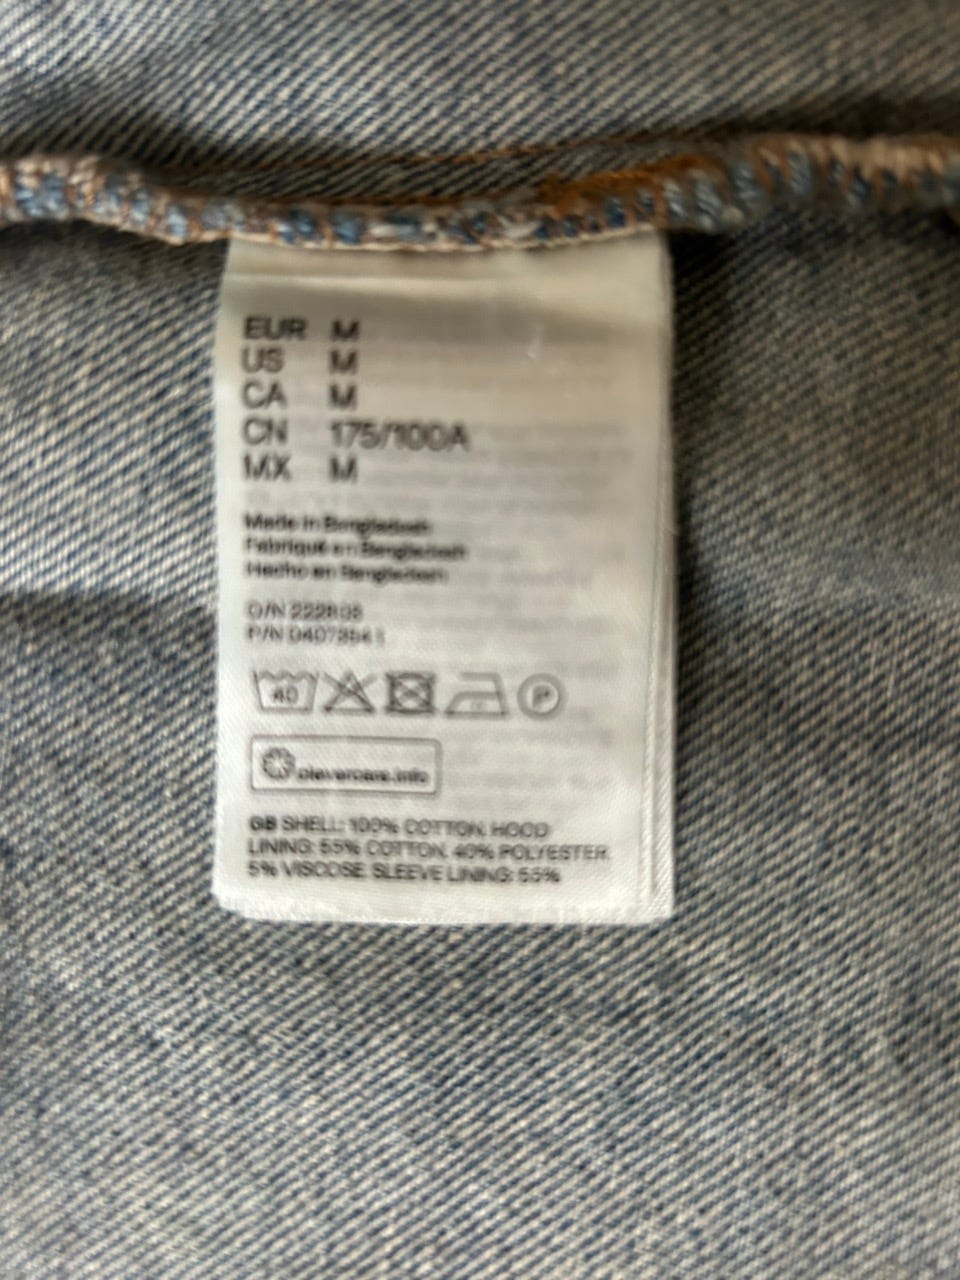 EUR M
US M
CA M
CN 175/100A
MX M
Made in Bangladesh
Fabriqué en Bangladesh
Hecho en Bangladesh
O/N
P/N
40 P
clevercare.info
GB SHELL: 100% COTTON. HOOD
LINING: 55% COTTON, 40% POLYESTER,
5% VISCOSE. SLEEVE LINING: 55%